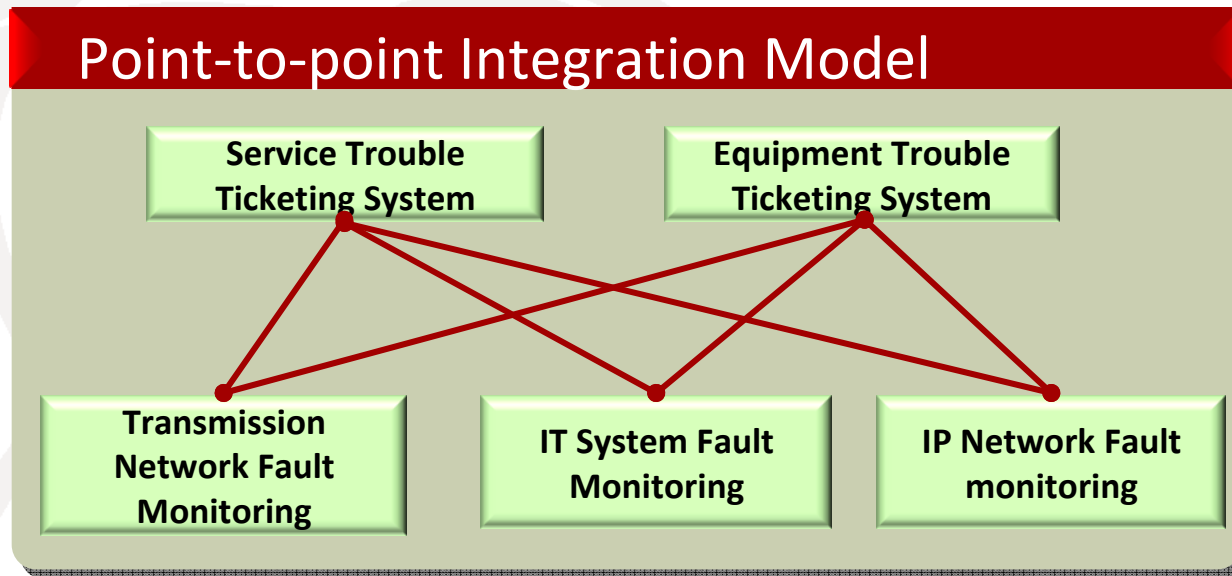 Point-to-point Integration Model
Service Trouble
Ticketing System
Equipment Trouble
Ticketing System
Transmission
Network Fault
Monitoring
IT System Fault
Monitoring
IP Network Fault
monitoring